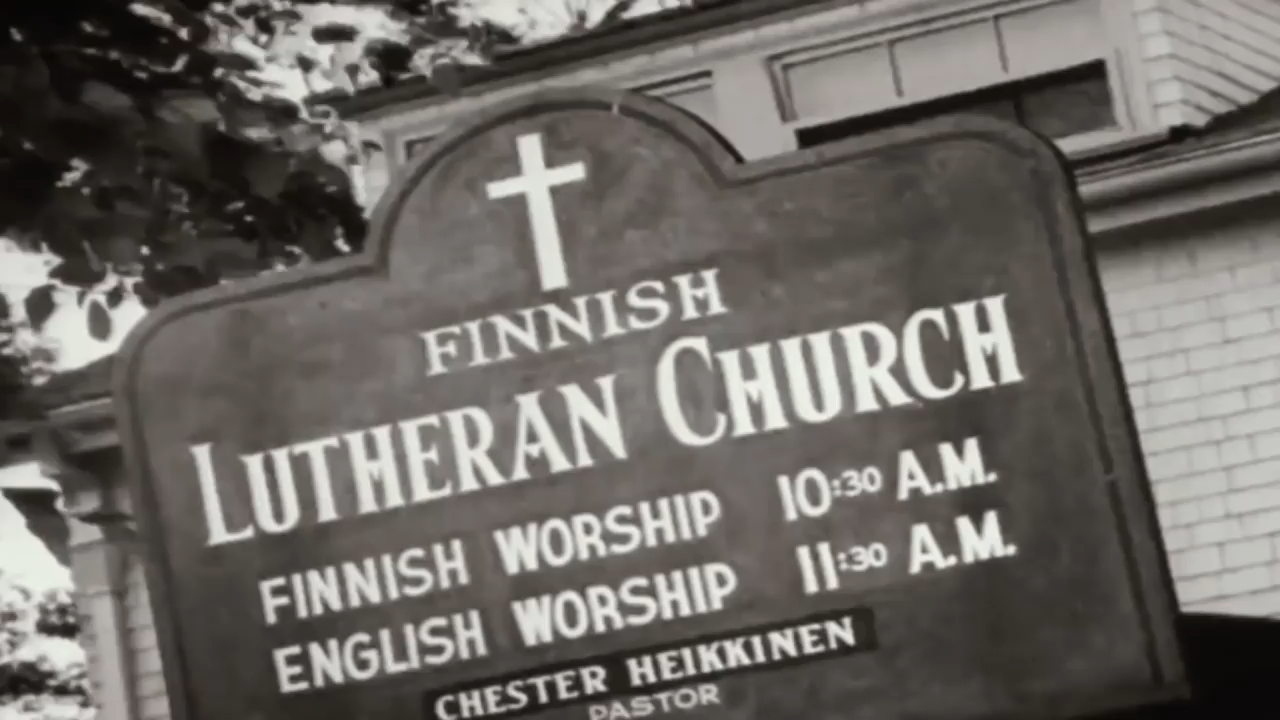 FINNISH
LUTHERAN CHURCH
FINNISH WORSHIP 10:30 A.M.
ENGLISH WORSHIP 11:30 A.M.
CHESTER HEIKKINEN
PASTOR